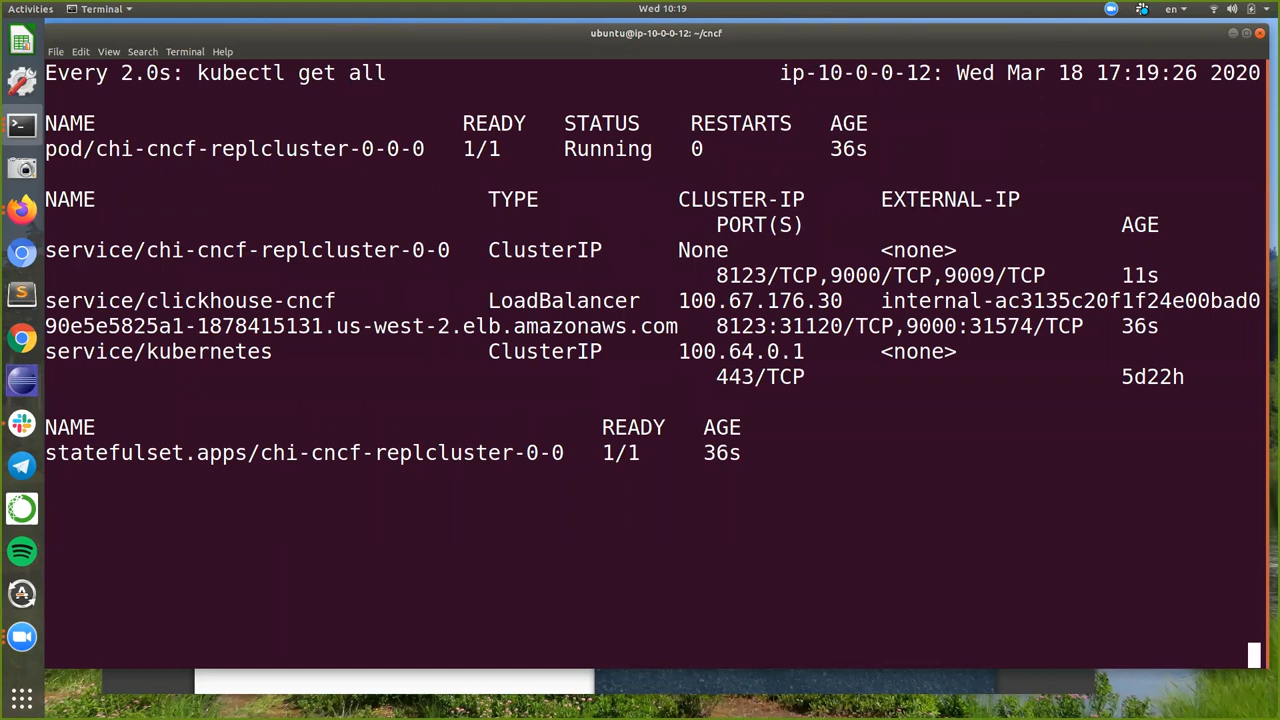 Activities Terminal Wed 10:19 en
ubuntu@ip-10-0-0-12: ~/cncf
File Edit View Search Terminal Help
Every 2.0s: kubectl get all ip-10-0-0-12: Wed Mar 18 17:19:26 2020
NAME READY STATUS RESTARTS AGE
pod/chi-cncf-replcluster-0-0-0 1/1 Running 0 36s
NAME TYPE CLUSTER-IP EXTERNAL-IP
PORT(S) AGE
service/chi-cncf-replcluster-0-0 ClusterIP None <none>
8123/TCP,9000/TCP,9009/TCP 11s
service/clickhouse-cncf LoadBalancer 100.67.176.30 internal-ac3135c20f1f24e00bad0
90e5e5825a1-1878415131.us-west-2.elb.amazonaws.com 8123:31120/TCP,9000:31574/TCP 36s
service/kubernetes ClusterIP 100.64.0.1 <none>
443/TCP 5d22h
NAME READY AGE
statefulset.apps/chi-cncf-replcluster-0-0 1/1 36s